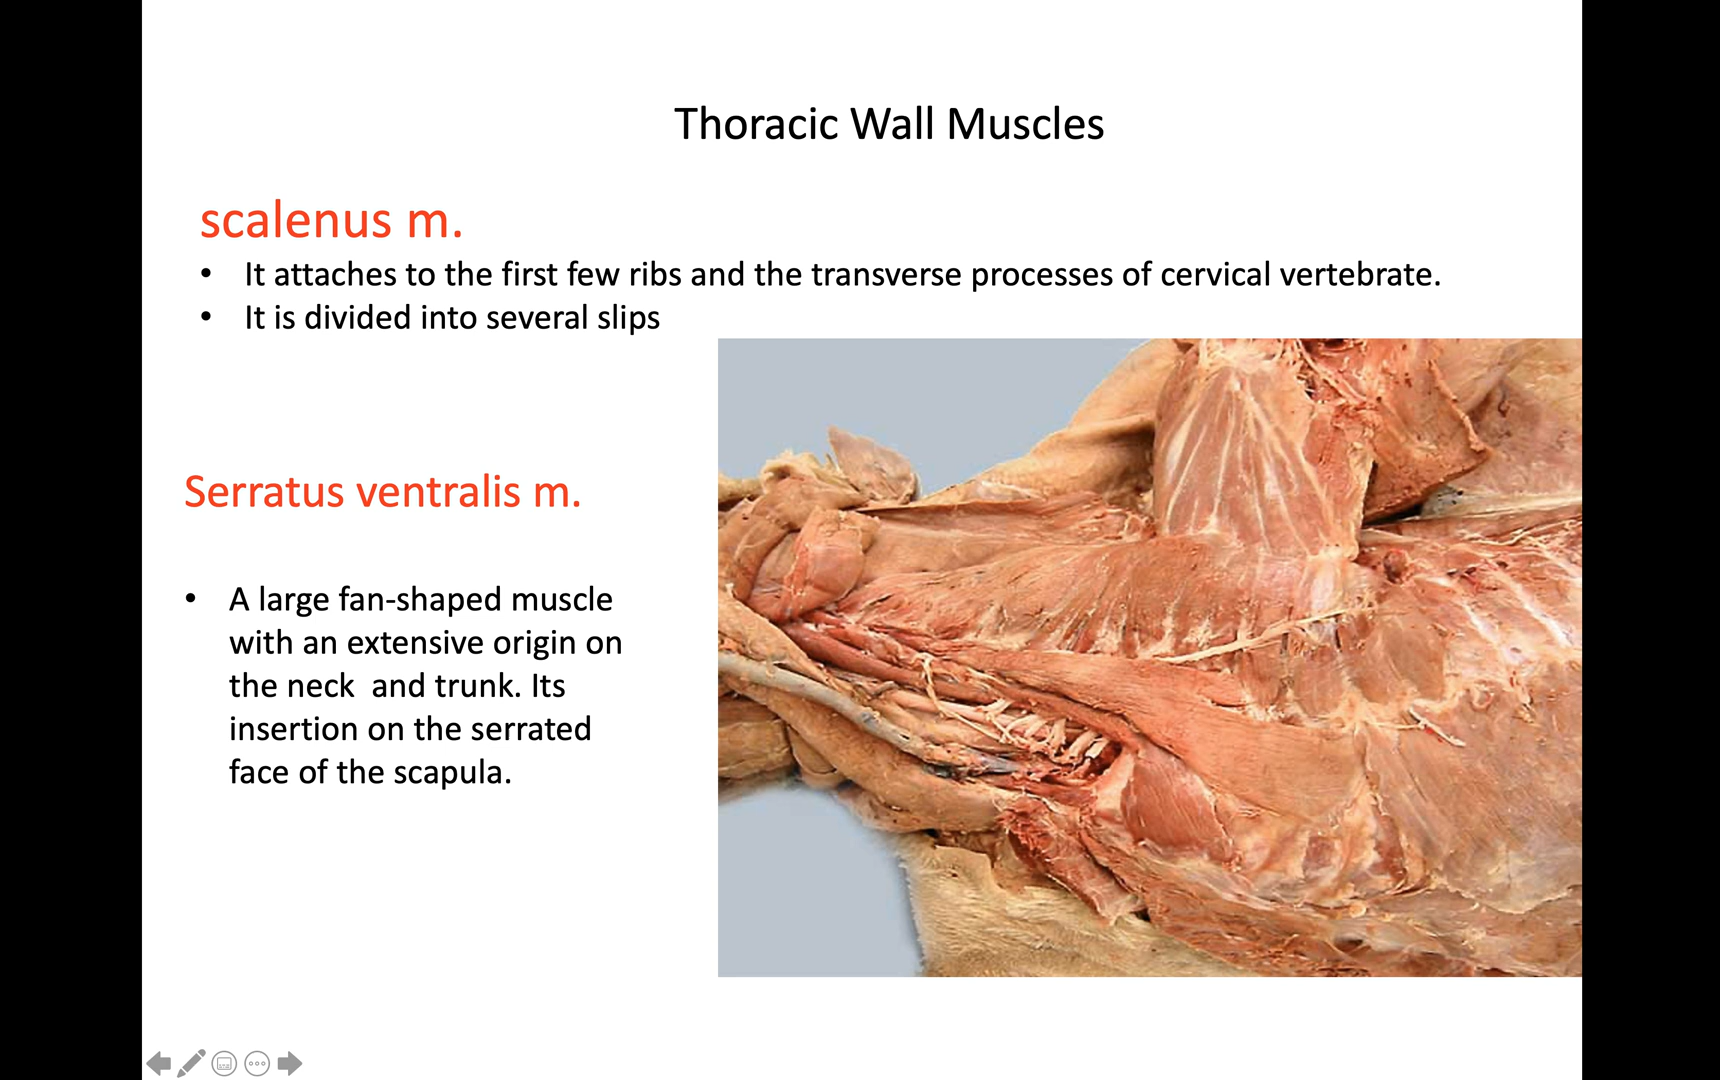 Thoracic Wall Muscles
scalenus m.
• It attaches to the first few ribs and the transverse processes of cervical vertebrate.
• It is divided into several slips
Serratus ventralis m.
• A large fan-shaped muscle
with an extensive origin on
the neck  and trunk. Its
insertion on the serrated
face of the scapula.